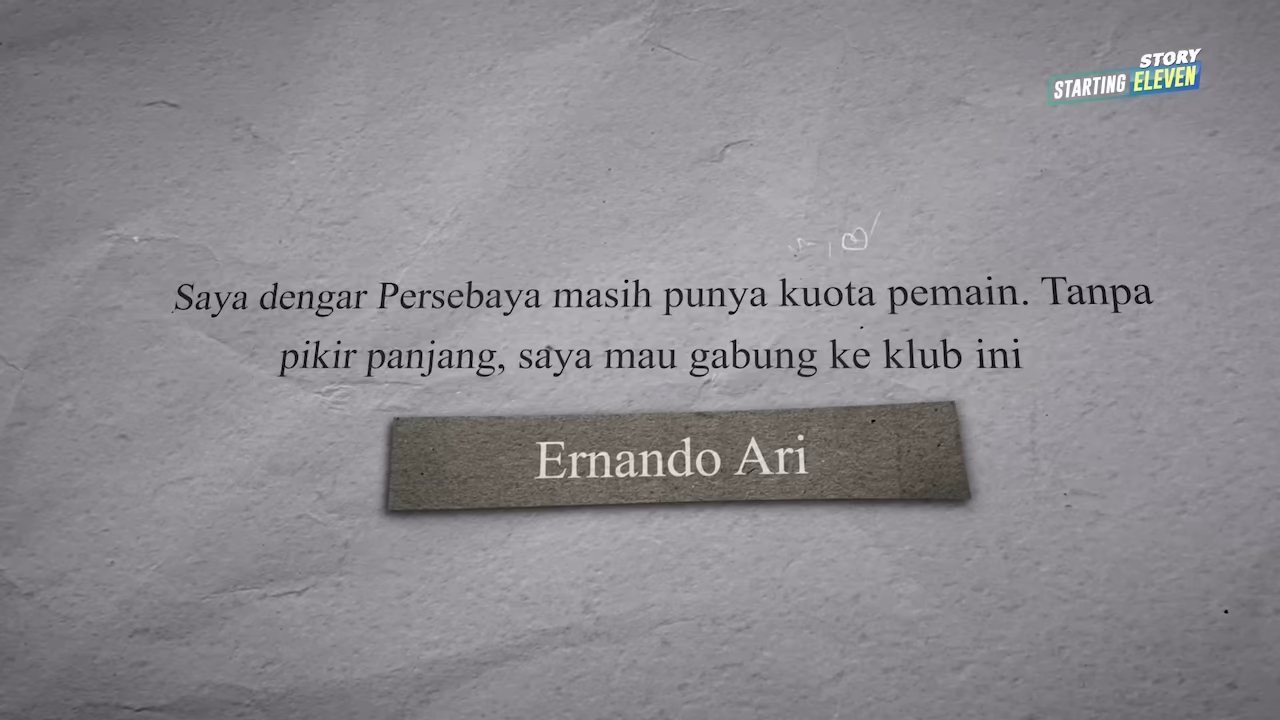 STORY
STARTING ELEVEN
Saya dengar Persebaya masih punya kuota pemain. Tanpa
pikir panjang, saya mau gabung ke klub ini
Ernando Ari